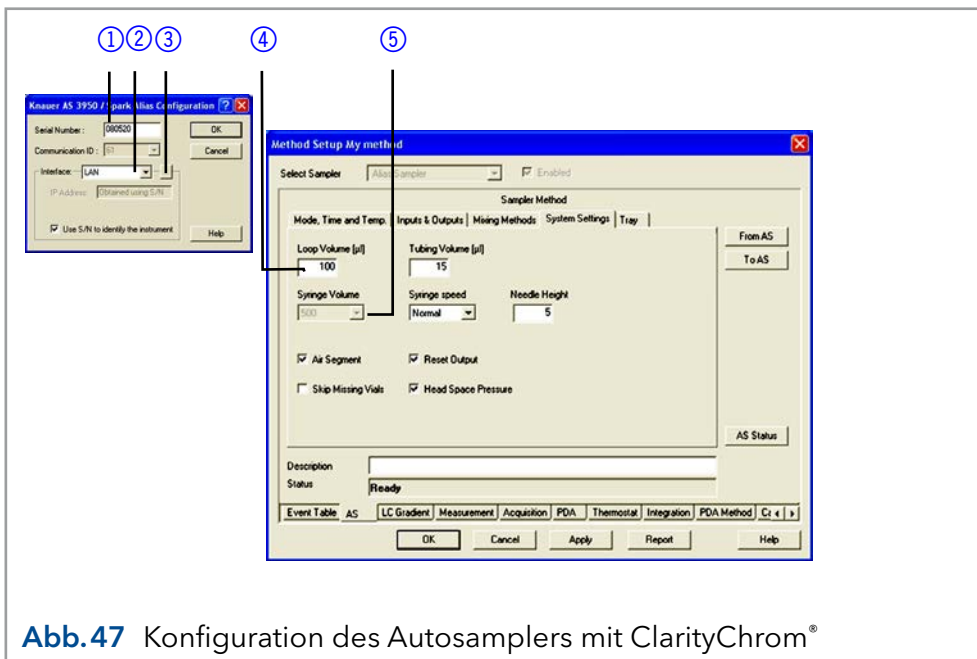 ① ② ③ ④ ⑤
Knauer AS 3950 / Spark Alias Configuration
Serial Number : 080520 OK
Communication ID : 61 Cancel
Interface: LAN ...
IP Address: Obtained using S/N
Use S/N to identify the instrument Help
Method Setup My method
Select Sampler Alias Sampler Enabled
Sampler Method
Mode, Time and Temp. Inputs & Outputs Mixing Methods System Settings Tray
From AS
To AS
Loop Volume [µl] Tubing Volume [µl]
100 15
Syringe Volume Syringe speed Needle Height
500 Normal 5
Air Segment Reset Output
Skip Missing Vials Head Space Pressure
AS Status
Description
Status Ready
Event Table AS LC Gradient Measurement Acquisition PDA Thermostat Integration PDA Method
OK Cancel Apply Report Help
Abb. 47 Konfiguration des Autosamplers mit ClarityChrom®